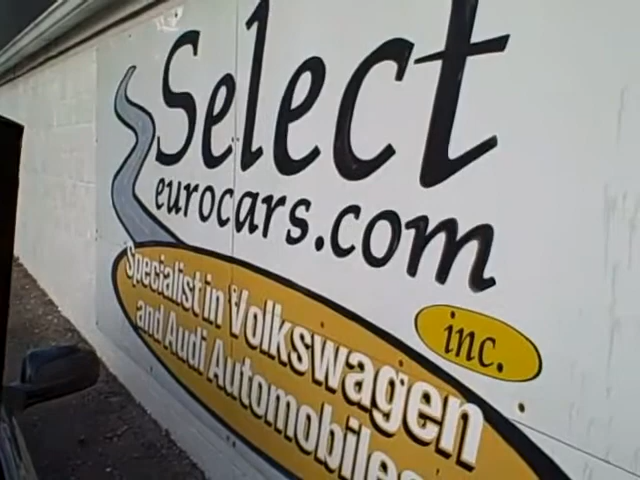 Select
eurocars.com
inc.
Specialist in Volkswagen
and Audi Automobiles